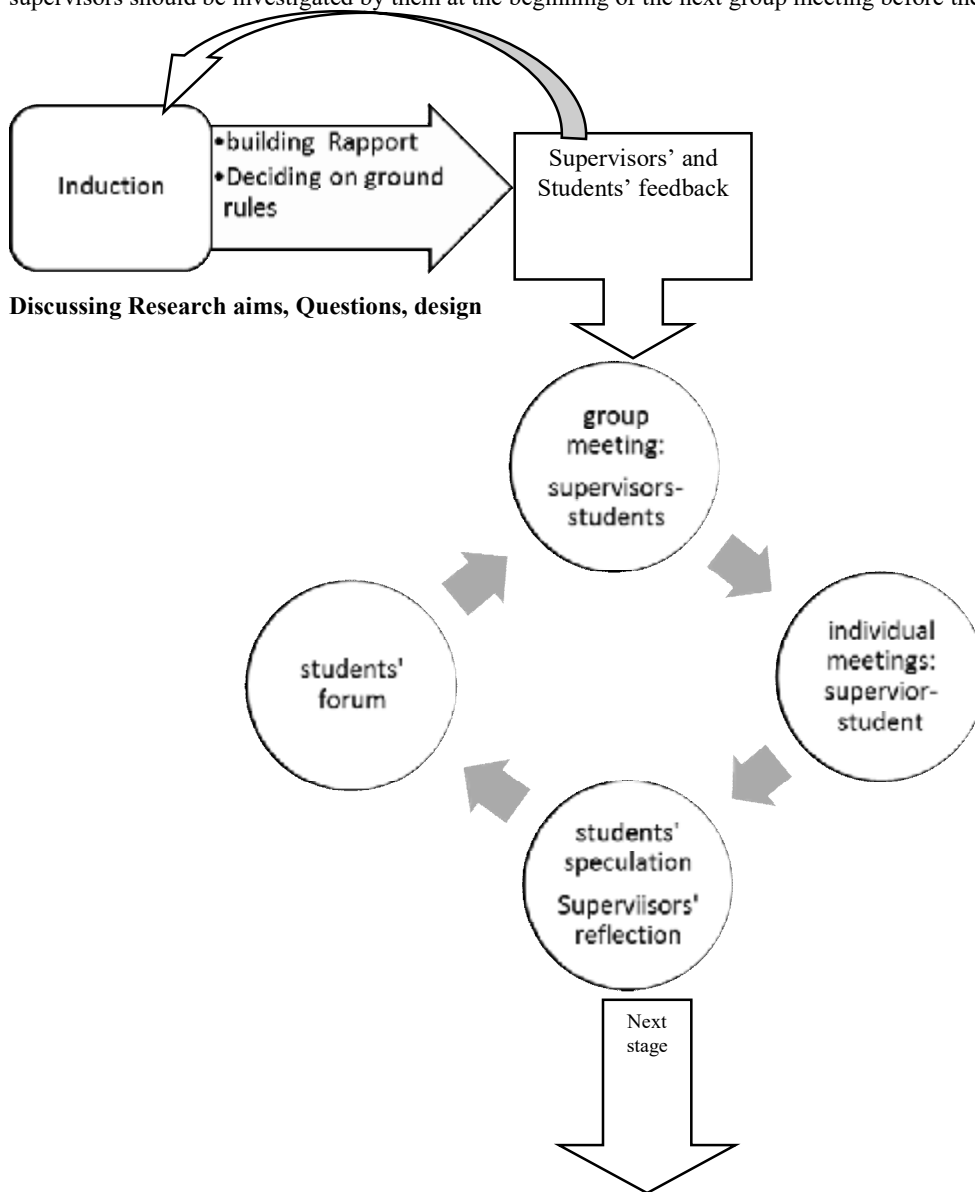 supervisors should be investigated by them at the beginning of the next group meeting before the
Induction
•building Rapport
•Deciding on ground
rules
Supervisors’ and
Students’ feedback
Discussing Research aims, Questions, design
group
meeting:
supervisors-
students
individual
meetings:
supervior-
student
students'
speculation
Superviisors'
reflection
students'
forum
Next
stage